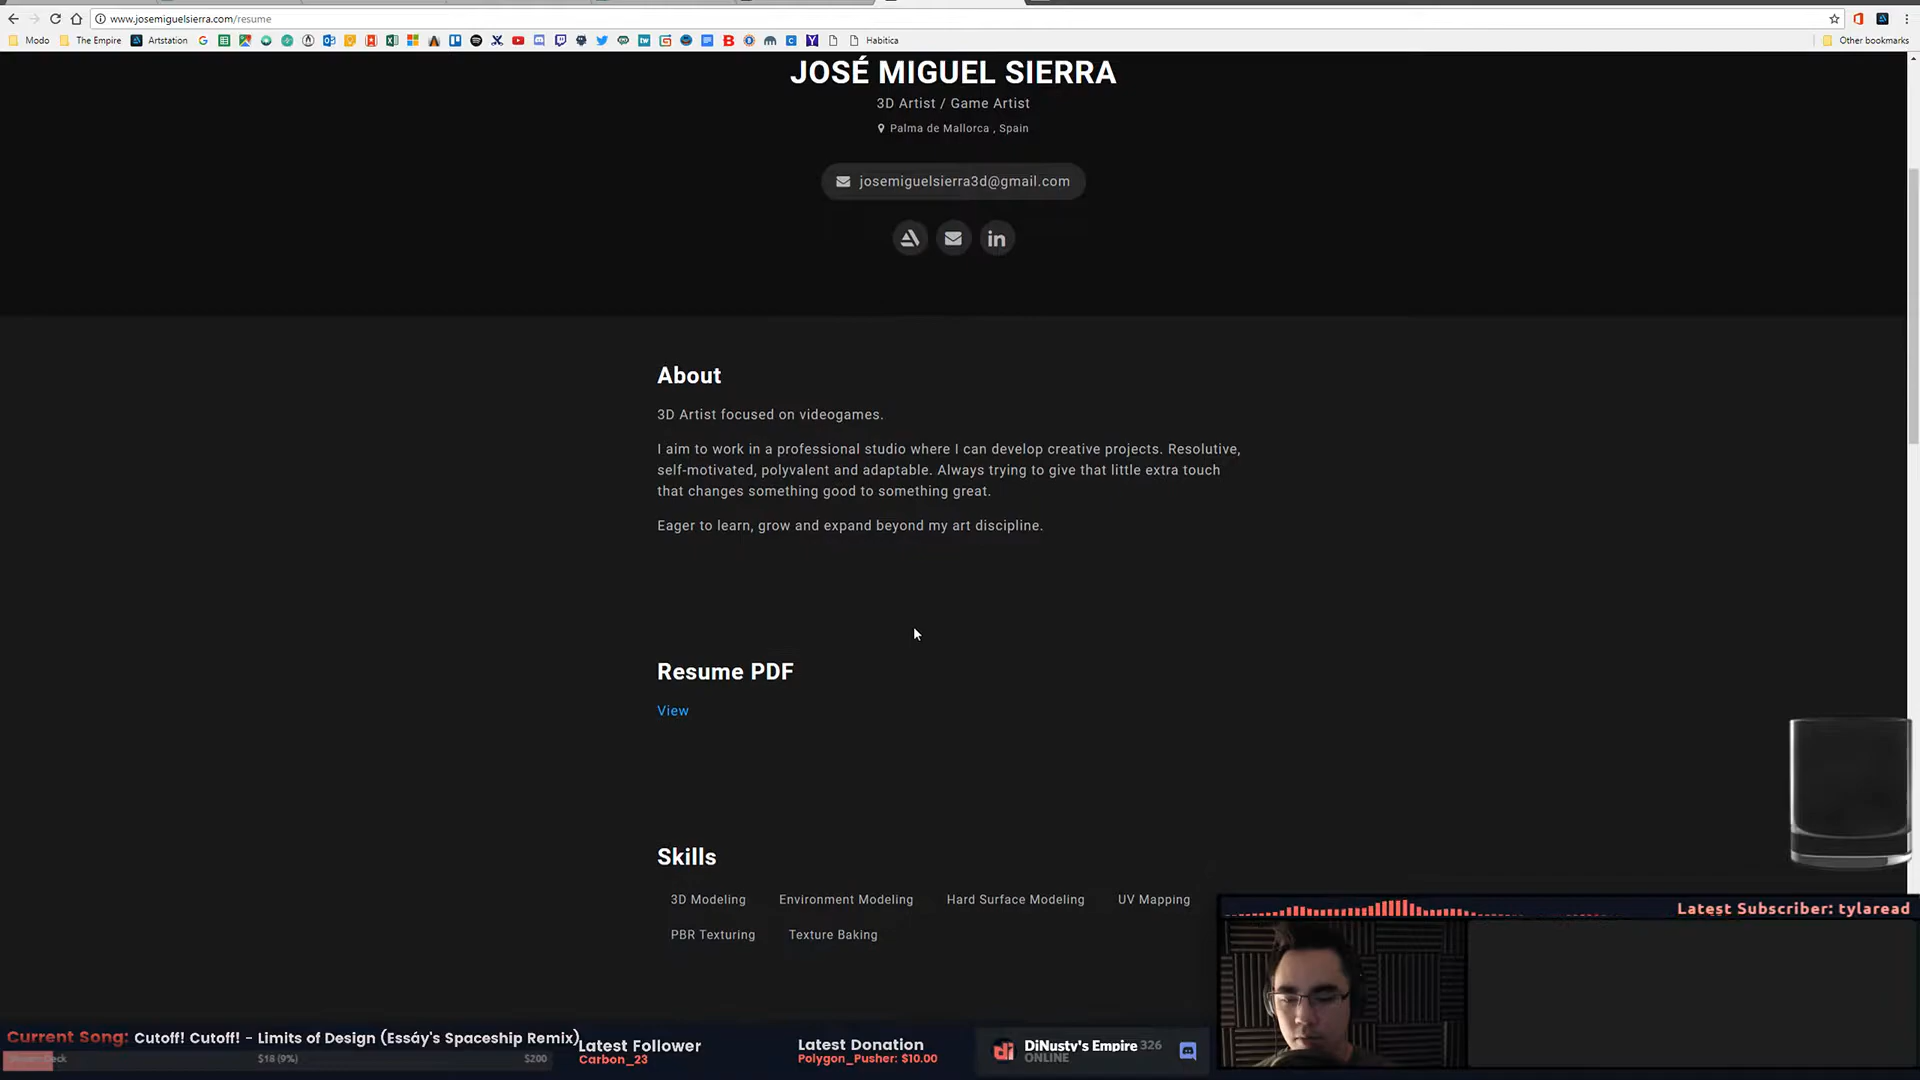 www.josemiguelsierra.com/resume
Modo
The Empire
Artstation
Habitica
Other bookmarks
JOSÉ MIGUEL SIERRA
3D Artist / Game Artist
Palma de Mallorca , Spain
josemiguelsierra3d@gmail.com
About
3D Artist focused on videogames.
I aim to work in a professional studio where I can develop creative projects. Resolutive,
self-motivated, polyvalent and adaptable. Always trying to give that little extra touch
that changes something good to something great.
Eager to learn, grow and expand beyond my art discipline.
Resume PDF
View
Skills
3D Modeling Environment Modeling Hard Surface Modeling UV Mapping
PBR Texturing Texture Baking
Latest Subscriber: tylaread
Current Song: Cutoff! Cutoff! - Limits of Design (Essáy's Spaceship Remix)
$18 (9%) $200
Latest Follower
Carbon_23
Latest Donation
Polygon_Pusher: $10.00
DiNusty's Empire 326
ONLINE